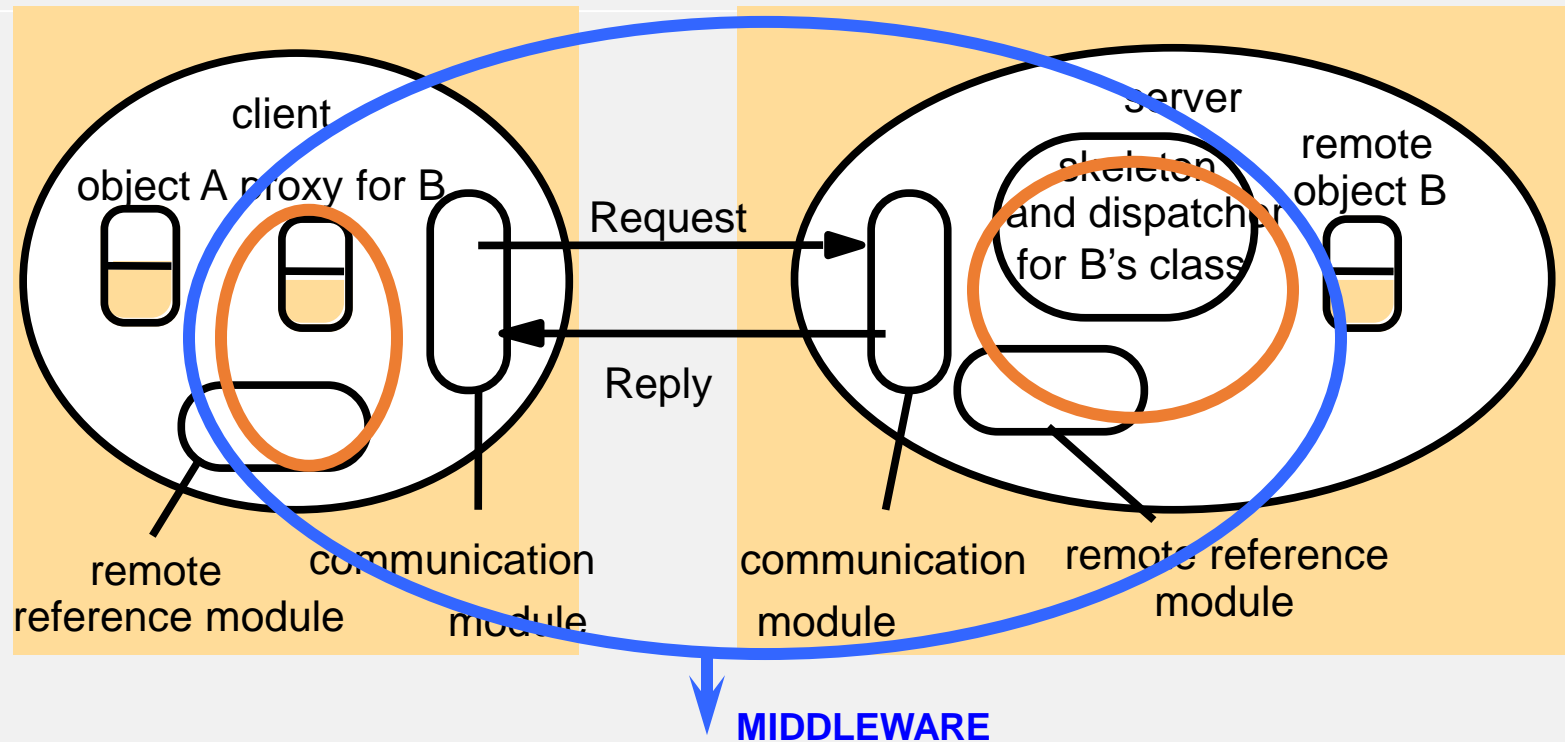 client
object A proxy for B
Request
Reply
server
skeleton
and dispatcher
for B’s class
remote
object B
remote
reference module
communication
module
communication
module
remote reference
module
MIDDLEWARE